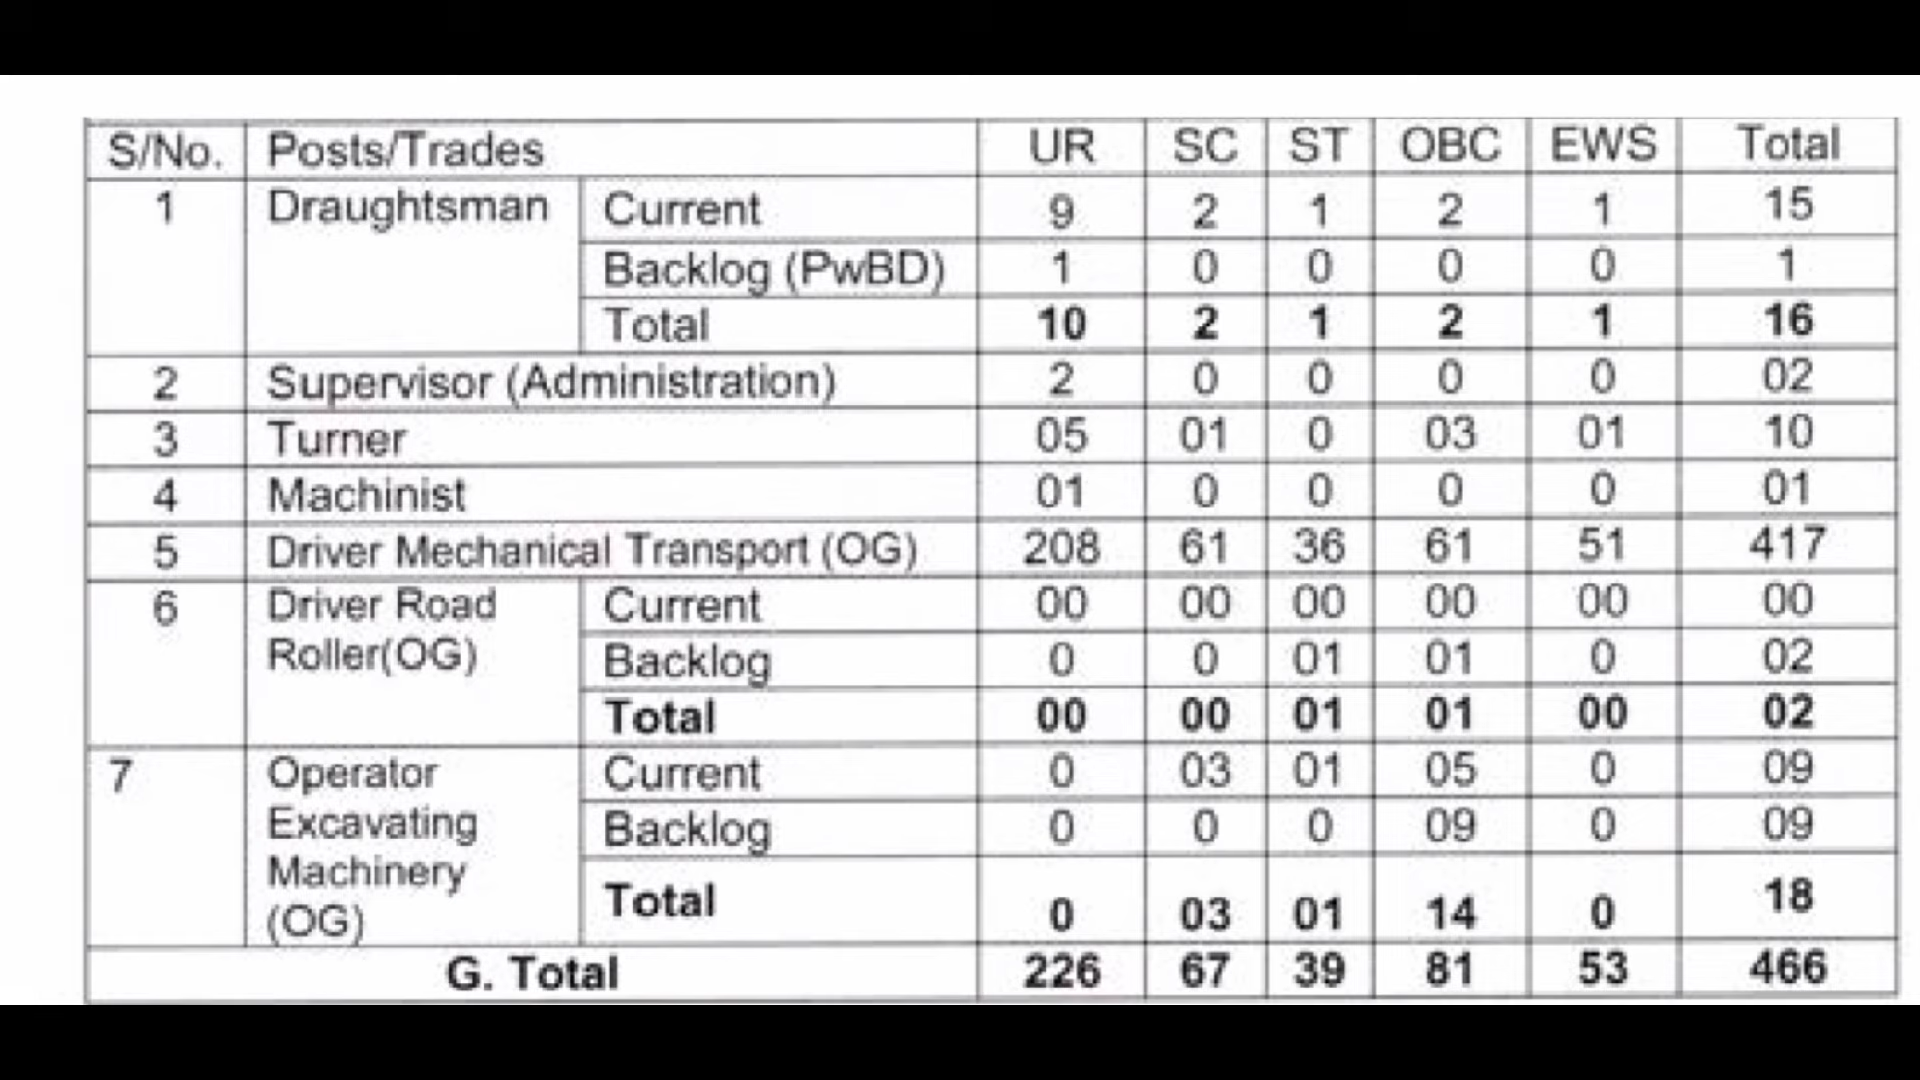 S/No. Posts/Trades UR SC ST OBC EWS Total
1 Draughtsman Current 9 2 1 2 1 15
Backlog (PwBD) 1 0 0 0 0 1
Total 10 2 1 2 1 16
2 Supervisor (Administration) 2 0 0 0 0 02
3 Turner 05 01 0 03 01 10
4 Machinist 01 0 0 0 0 01
5 Driver Mechanical Transport (OG) 208 61 36 61 51 417
6 Driver Road Current 00 00 00 00 00 00
Roller(OG) Backlog 0 0 01 01 0 02
Total 00 00 01 01 00 02
7 Operator Current 0 03 01 05 0 09
Excavating Backlog 0 0 0 09 0 09
Machinery Total 0 03 01 14 0 18
(OG)
G. Total 226 67 39 81 53 466